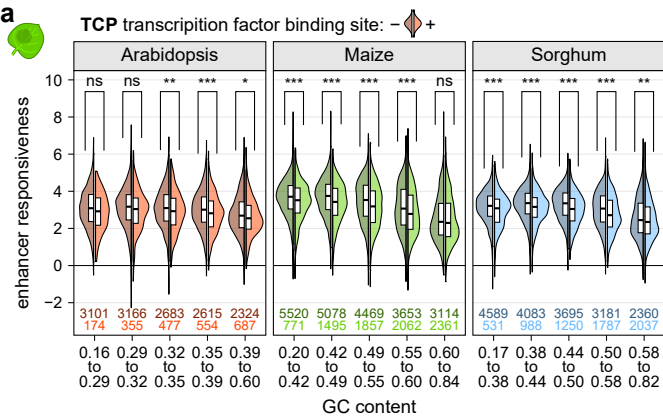 a
TCP transcripition factor binding site: – +
Arabidopsis Maize Sorghum
enhancer responsiveness
10
8
6
4
2
0
−2
ns ns ** *** * *** *** *** *** ns *** *** *** *** **
3101 3166 2683 2615 2324 5520 5078 4469 3653 3114 4589 4083 3695 3181 2360
174 355 477 554 687 771 1495 1857 2062 2361 531 988 1250 1787 2037
0.16 0.29 0.32 0.35 0.39 0.20 0.42 0.49 0.55 0.60 0.17 0.38 0.44 0.50 0.58
to to to to to to to to to to to to to to to
0.29 0.32 0.35 0.39 0.60 0.42 0.49 0.55 0.60 0.84 0.38 0.44 0.50 0.58 0.82
GC content